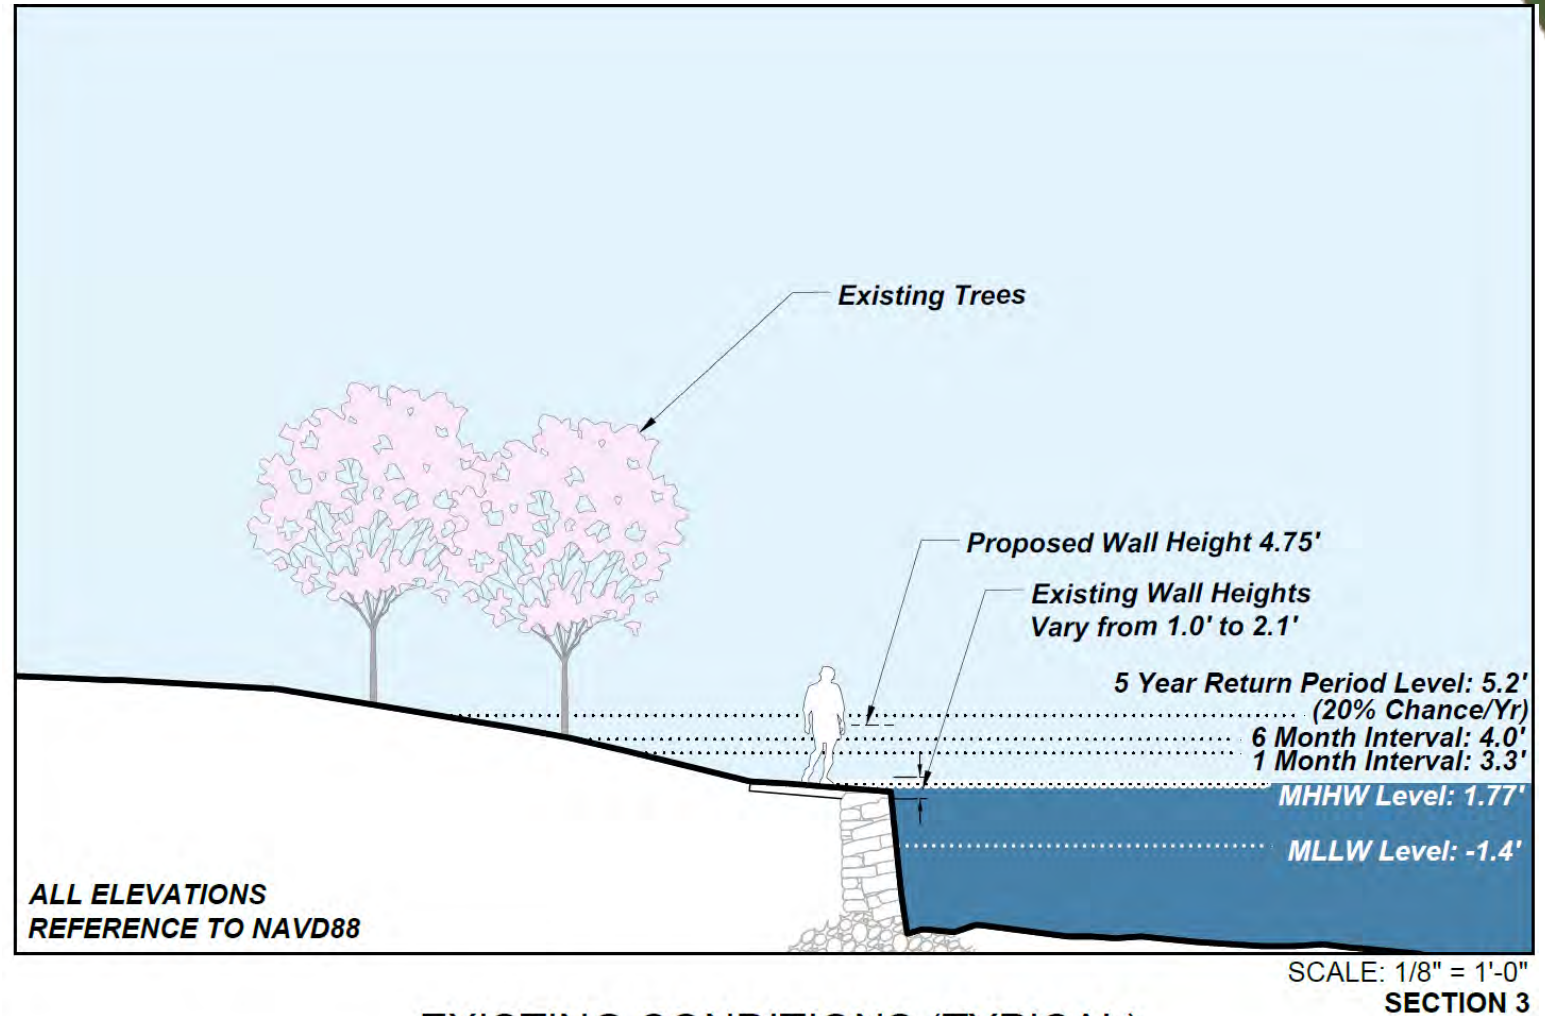 Existing Trees
Proposed Wall Height 4.75'
Existing Wall Heights
Vary from 1.0' to 2.1'
5 Year Return Period Level: 5.2'
(20% Chance/Yr)
6 Month Interval: 4.0'
1 Month Interval: 3.3'
MHHW Level: 1.77'
MLLW Level: -1.4'
ALL ELEVATIONS
REFERENCE TO NAVD88
SCALE: 1/8" = 1'-0"
SECTION 3
EXISTING CONDITIONS (TYPICAL)